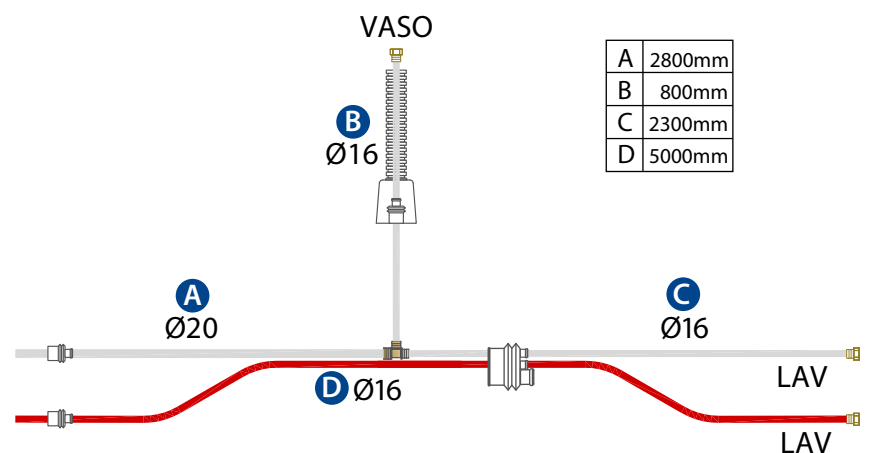 VASO
A 2800mm
B 800mm
C 2300mm
D 5000mm
B
Ø16
A
Ø20
C
Ø16
D Ø16
LAV
LAV